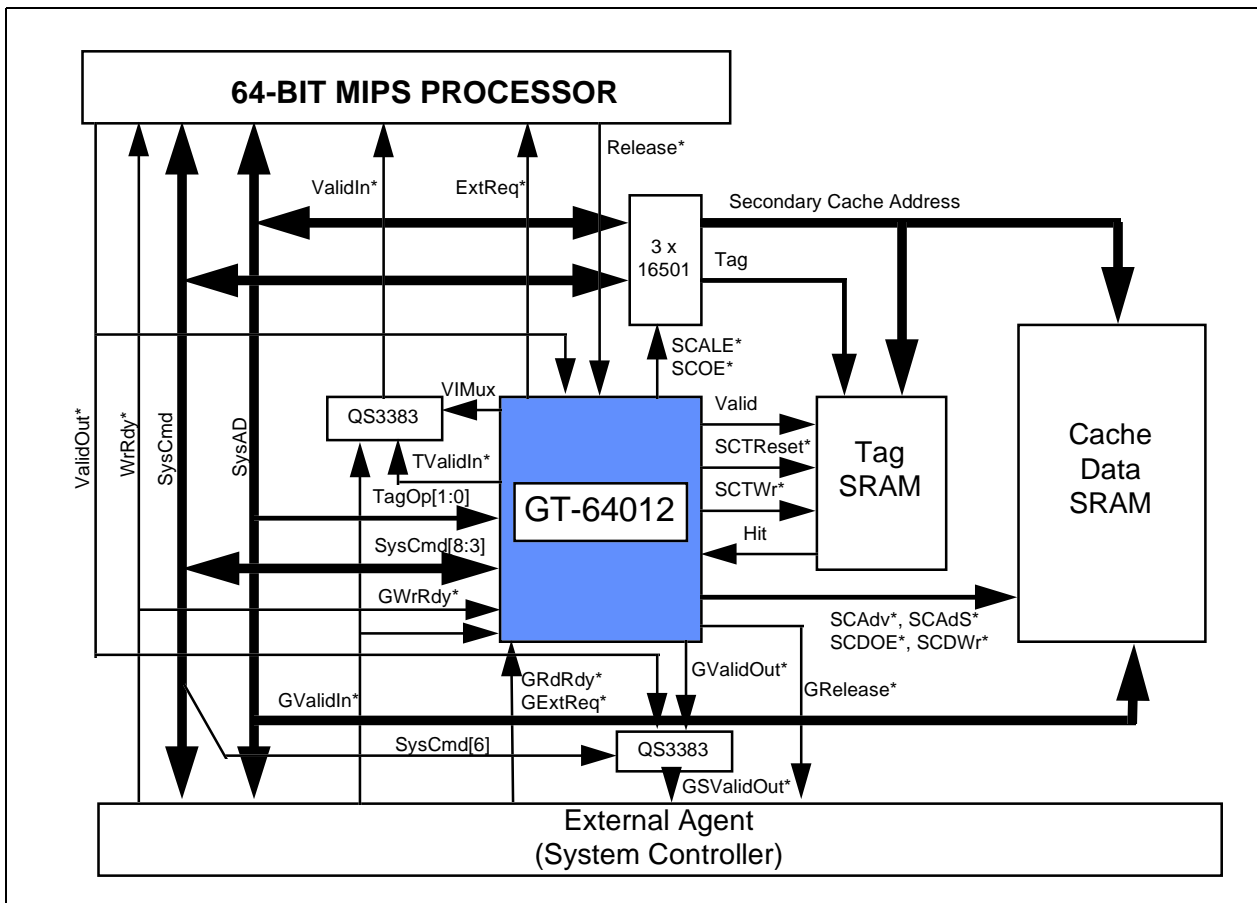 64-BIT MIPS PROCESSOR
Release*
ValidIn*
ExtReq*
Secondary Cache Address
3 x
16501
Tag
SCALE*
SCOE*
ValidOut*
WrRdy*
SysCmd
SysAD
VIMux
QS3383
TValidIn*
TagOp[1:0]
SysCmd[8:3]
GWrRdy*
GT-64012
Valid
SCTReset*
SCTWr*
Hit
Tag
SRAM
Cache
Data
SRAM
SCAdv*, SCAdS*
SCDOE*, SCDWr*
GValidIn*
GRdRdy*
GExtReq*
GValidOut*
GRelease*
SysCmd[6]
QS3383
GSValidOut*
External Agent
(System Controller)